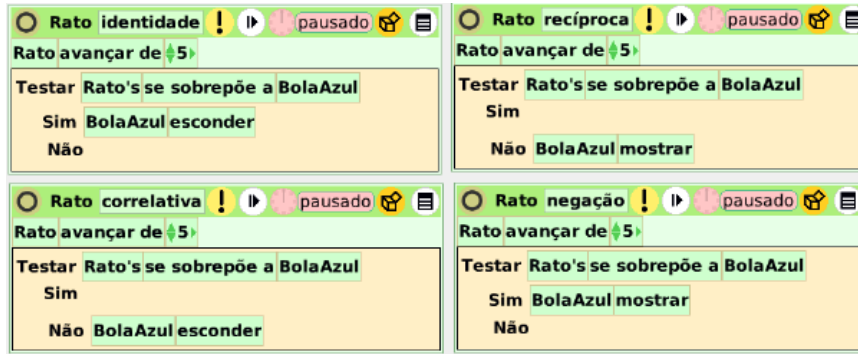 Rato identidade ! pausado
Rato avançar de 5
Testar Rato's se sobrepõe a BolaAzul
Sim BolaAzul esconder
Não
Rato recíproca ! pausado
Rato avançar de 5
Testar Rato's se sobrepõe a BolaAzul
Sim
Não BolaAzul mostrar
Rato correlativa ! pausado
Rato avançar de 5
Testar Rato's se sobrepõe a BolaAzul
Sim
Não BolaAzul esconder
Rato negação ! pausado
Rato avançar de 5
Testar Rato's se sobrepõe a BolaAzul
Sim BolaAzul mostrar
Não